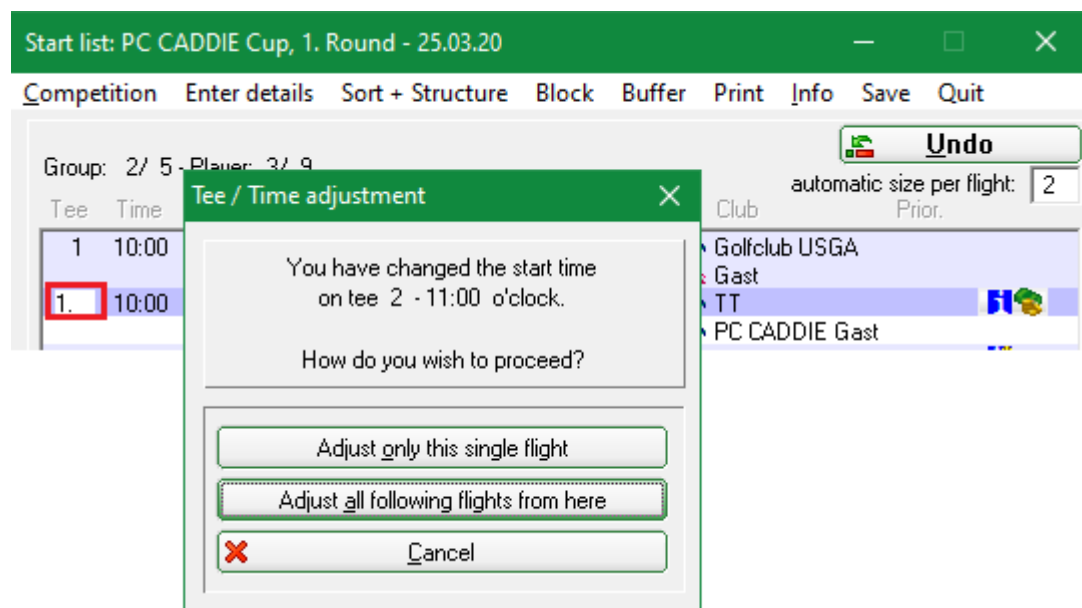 Start list: PC CADDIE Cup, 1. Round - 25.03.20
Competition Enter details Sort + Structure Block Buffer Print Info Save Quit
Undo
Group: 2/ 5 - Player: 3/ 9
automatic size per flight: 2
Tee Time Club Prior.
1 10:00 Golfclub USGA
Gast
1. 10:00 TT
PC CADDIE Gast
Tee / Time adjustment
You have changed the start time
on tee 2 - 11:00 o'clock.
How do you wish to proceed?
Adjust only this single flight
Adjust all following flights from here
Cancel